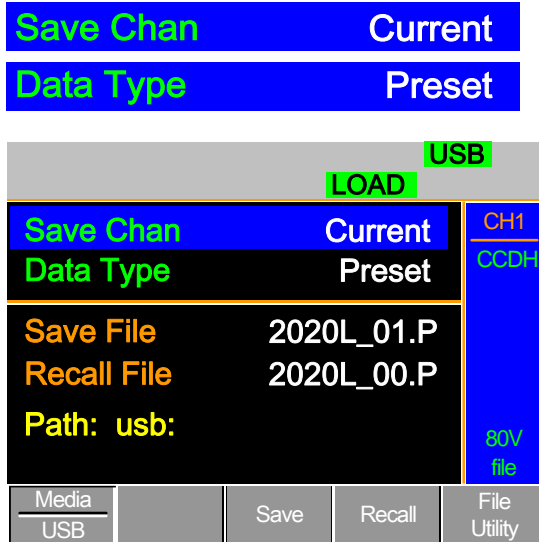 Save Chan Current
Data Type Preset
USB
LOAD
Save Chan Current
Data Type Preset
CH1
CCDH
Save File 2020L_01.P
Recall File 2020L_00.P
Path: usb:
80V
file
Media
USB
Save
Recall
File
Utility